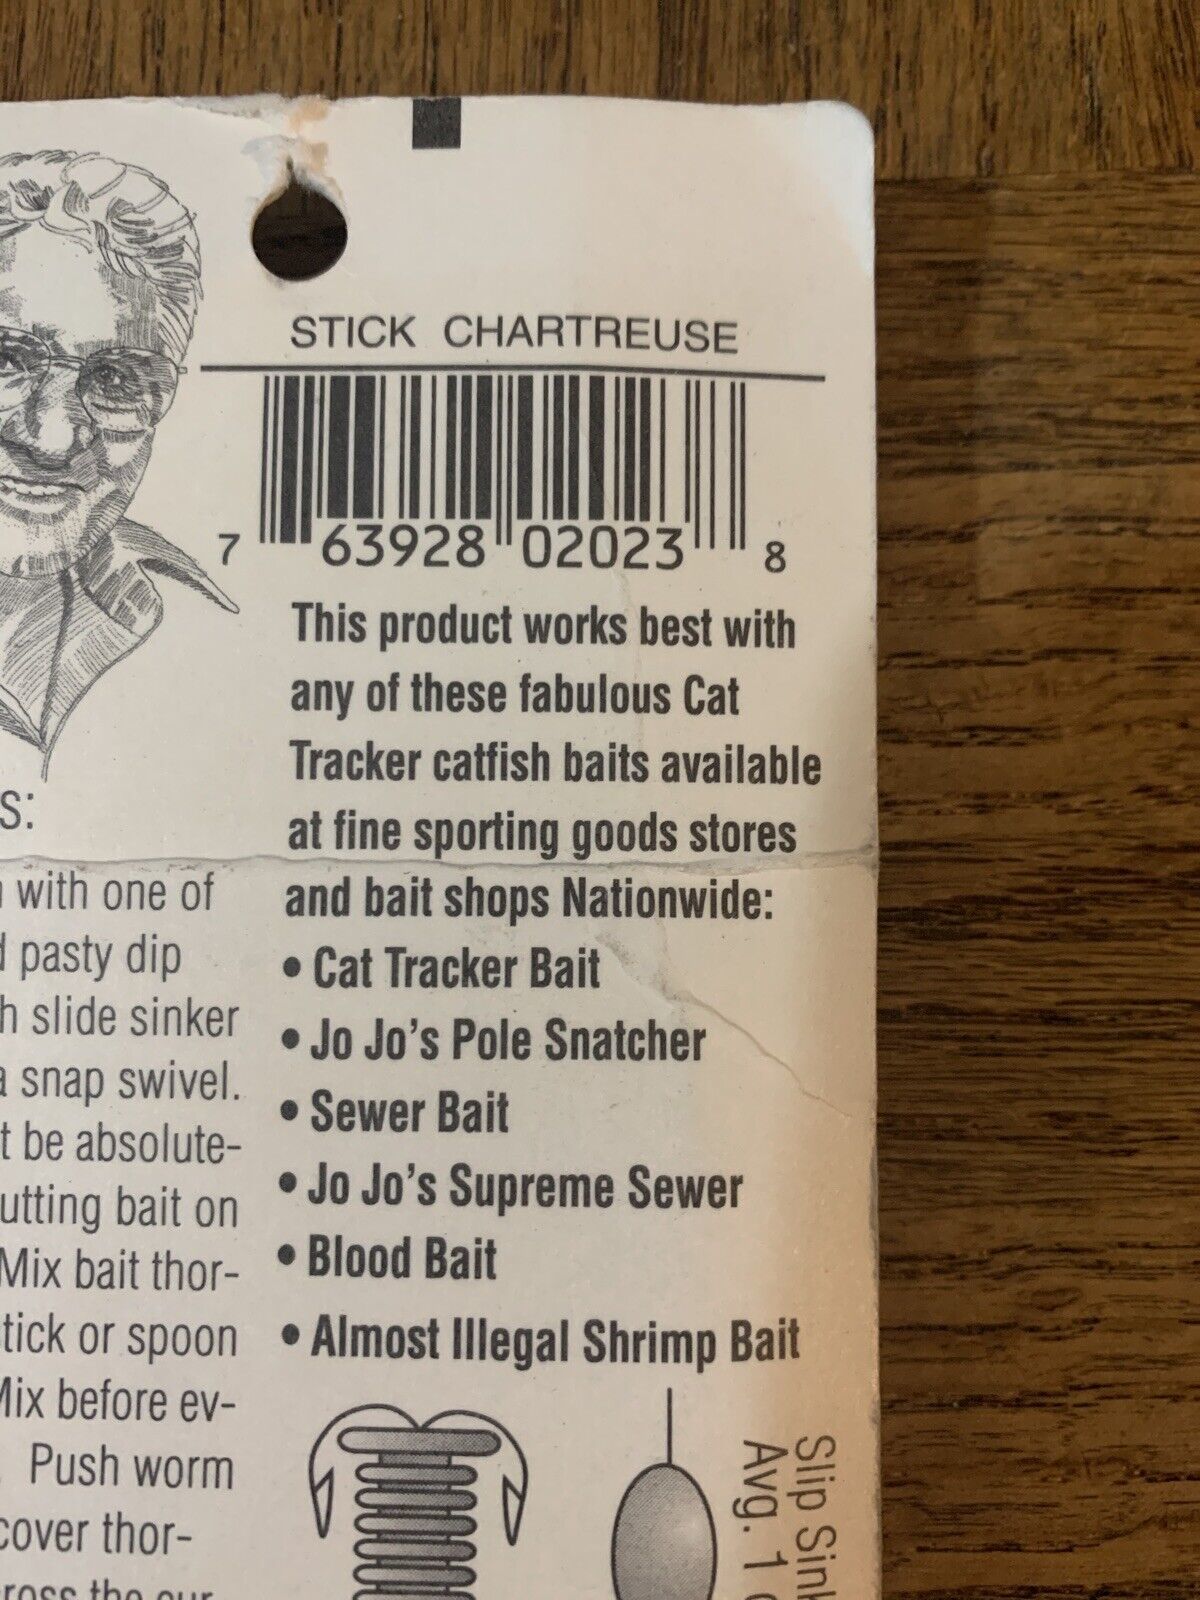 STICK CHARTREUSE
7 63928 02023 8
This product works best with
any of these fabulous Cat
Tracker catfish baits available
at fine sporting goods stores
and bait shops Nationwide:
• Cat Tracker Bait
• Jo Jo's Pole Snatcher
• Sewer Bait
• Jo Jo's Supreme Sewer
• Blood Bait
• Almost Illegal Shrimp Bait
S:
with one of
pasty dip
slide sinker
a snap swivel.
be absolute-
utting bait on
Mix bait thor-
stick or spoon
Mix before ev-
Push worm
cover thor-
the
Slip Sin
Avg. 1